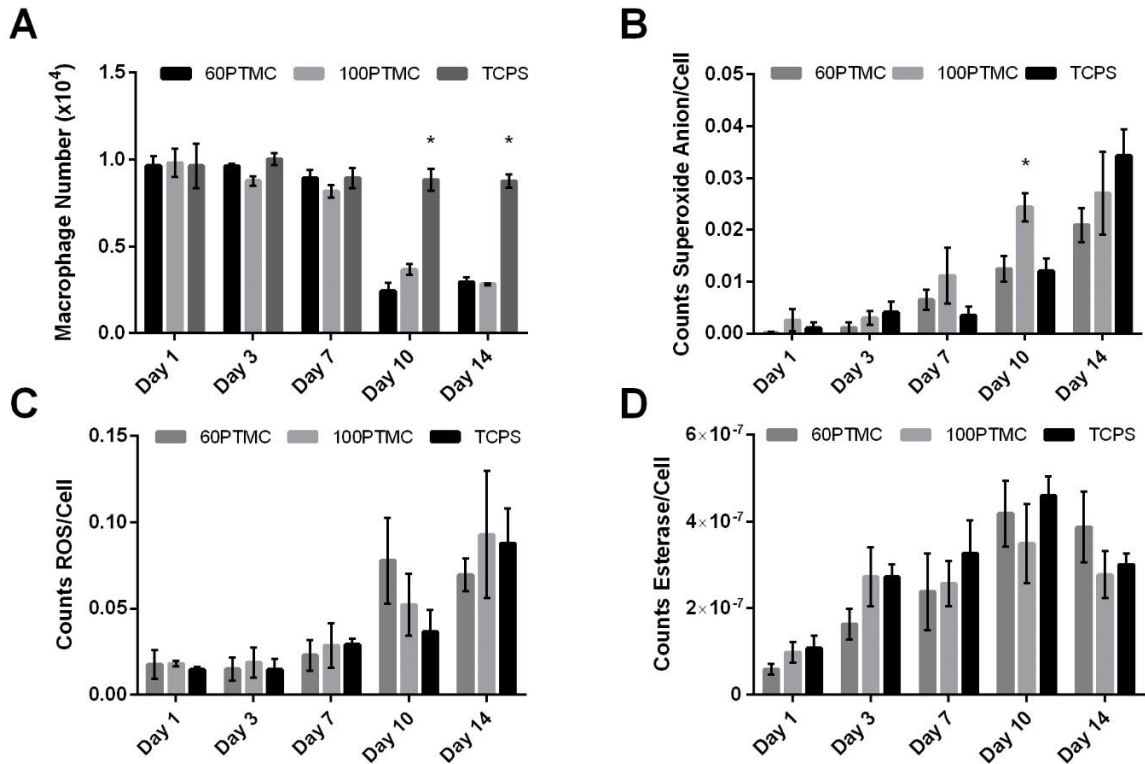 A
Macrophage Number (x10⁴)
60PTMC 100PTMC TCPS
1.5
1.0
0.5
0.0
* *
Day 1 Day 3 Day 7 Day 10 Day 14
B
Counts Superoxide Anion/Cell
60PTMC 100PTMC TCPS
0.05
0.04
0.03
0.02
0.01
0.00
*
Day 1 Day 3 Day 7 Day 10 Day 14
C
Counts ROS/Cell
60PTMC 100PTMC TCPS
0.15
0.10
0.05
0.00
Day 1 Day 3 Day 7 Day 10 Day 14
D
Counts Esterase/Cell
60PTMC 100PTMC TCPS
6×10⁻⁷
4×10⁻⁷
2×10⁻⁷
0
Day 1 Day 3 Day 7 Day 10 Day 14